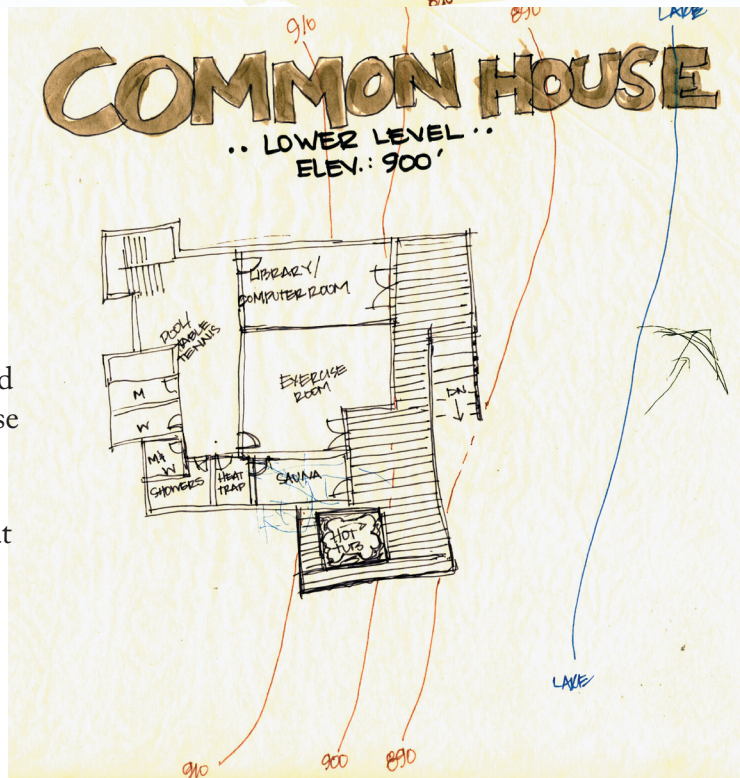 910
890
LAKE
COMMON HOUSE
.. LOWER LEVEL ..
ELEV.: 900'
LIBRARY/
COMPUTER ROOM
POOL/
TABLE
TENNIS
EXERCISE
ROOM
DN
M
W
M+
W
SHOWERS
HEAT
TRAP
SAUNA
HOT
TUB
LAKE
910
900
890